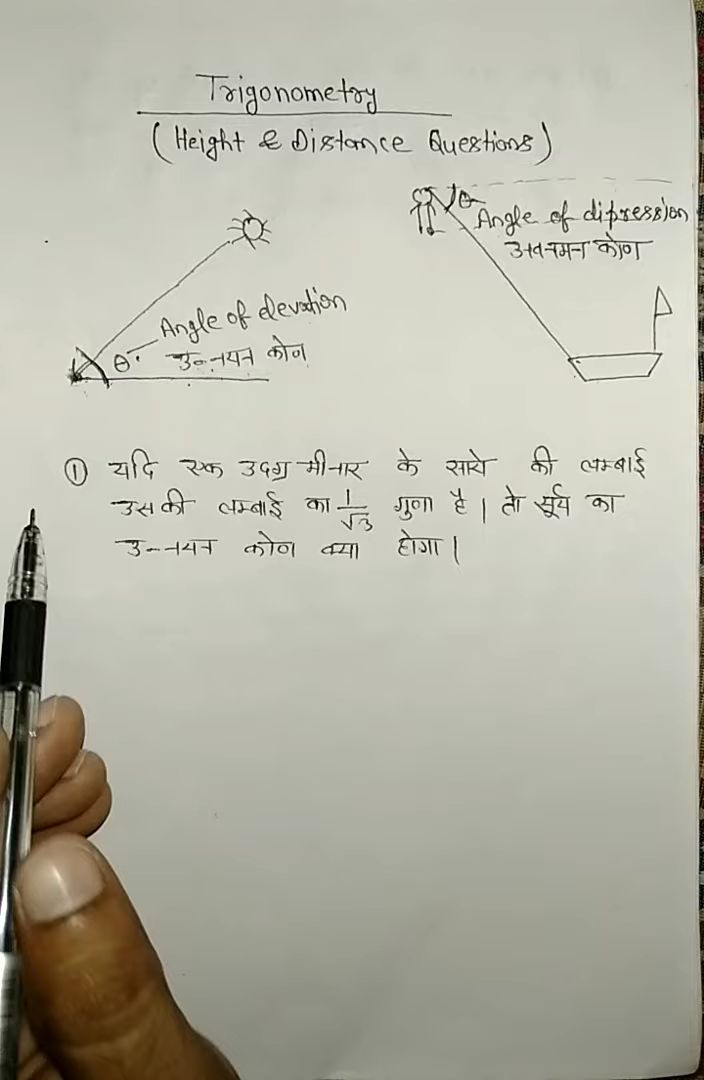 Trigonometry
(Height & Distance Questions)
θ
Angle of dipression
अवनमन कोण
Angle of elevation
θ
उन्नयन कोण
① यदि एक उदग्र मीनार के साये की लम्बाई
उसकी लम्बाई का 1/√3 गुणा है। तो सूर्य का
उन्नयन कोण क्या होगा।